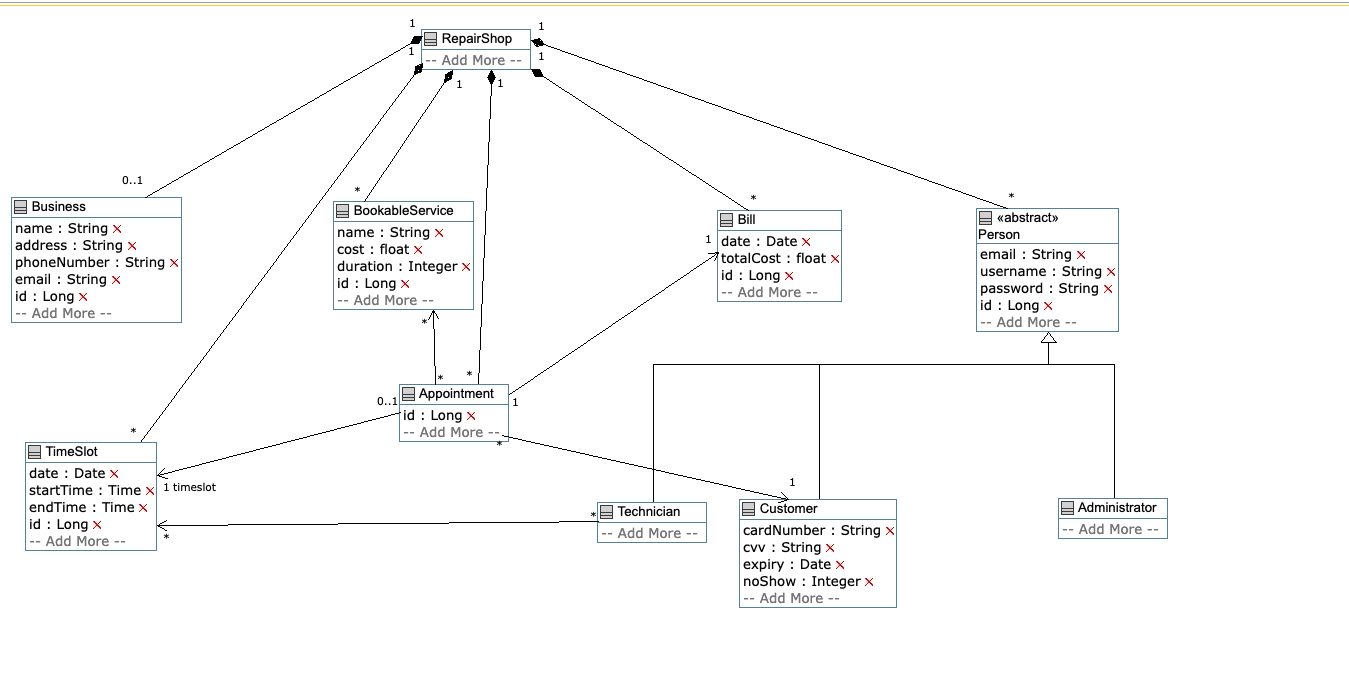 1
1
RepairShop
1
-- Add More --
1
1
1
0..1
*
*
*
Business
name : String ×
address : String ×
phoneNumber : String ×
email : String ×
id : Long ×
-- Add More --
BookableService
name : String ×
cost : float ×
duration : Integer ×
id : Long ×
-- Add More --
*
Bill
1
date : Date ×
totalCost : float ×
id : Long ×
-- Add More --
«abstract»
Person
email : String ×
username : String ×
password : String ×
id : Long ×
-- Add More --
*
*
Appointment
0..1
1
id : Long ×
-- Add More --
*
*
TimeSlot
date : Date ×
startTime : Time ×
endTime : Time ×
id : Long ×
-- Add More --
1 timeslot
*
*
Technician
-- Add More --
1
Customer
cardNumber : String ×
cvv : String ×
expiry : Date ×
noShow : Integer ×
-- Add More --
Administrator
-- Add More --